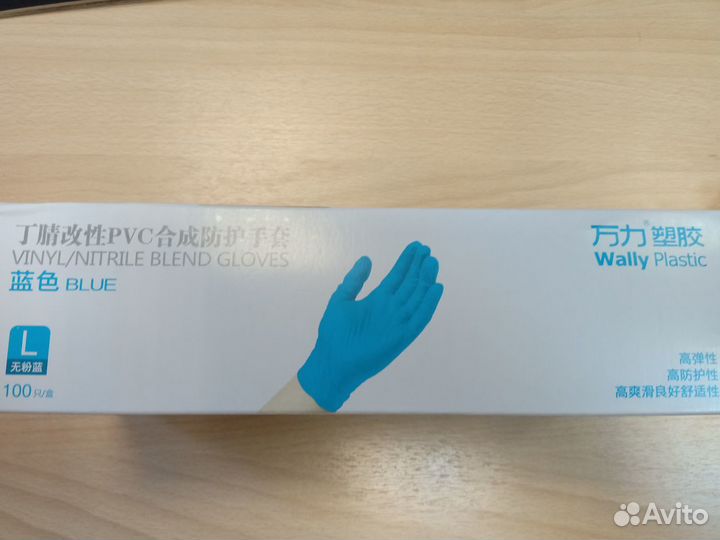 丁腈改性PVC合成防护手套
VINYL/NITRILE BLEND GLOVES
蓝色 BLUE
L
无粉蓝
100只/盒
万力®塑胶
Wally Plastic
高弹性
高防护性
高爽滑良好舒适性
Avito